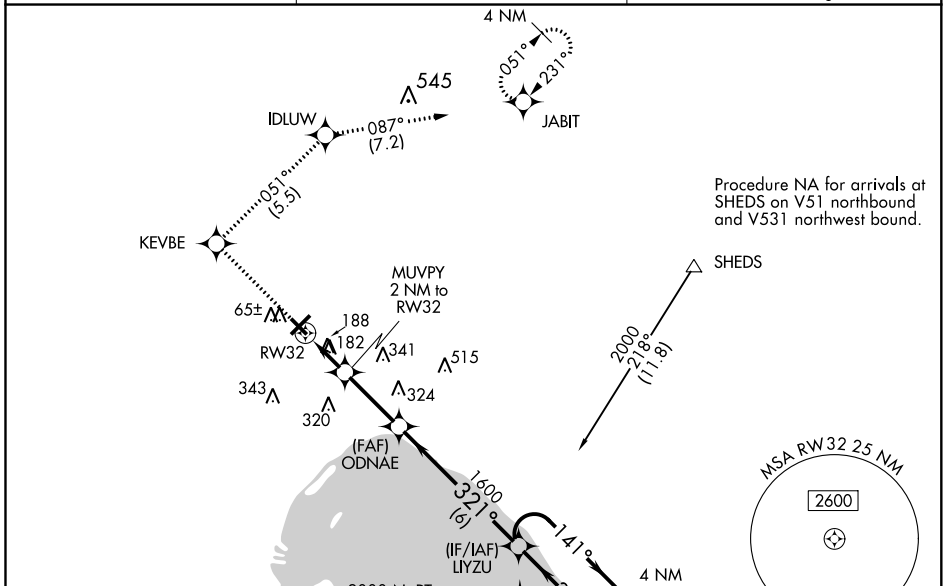 4 NM
051°
231°
JABIT
545
IDLUW
087°
(7.2)
051°
(5.5)
KEVBE
Procedure NA for arrivals at
SHEDS on V51 northbound
and V531 northwest bound.
SHEDS
2000
218°
(11.8)
MUVPY
2 NM to
RW32
65±
188
182
341
515
RW32
343
320
324
(FAF)
ODNAE
1600
321°
(6)
MSA RW32 25 NM
2600
(IF/IAF)
LIYZU
141°
4 NM